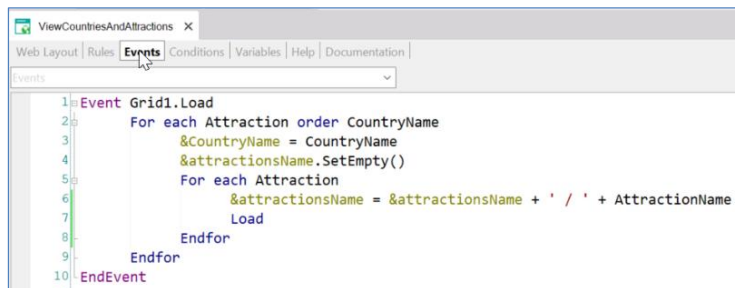 ViewCountriesAndAttractions X
Web Layout | Rules | Events | Conditions | Variables | Help | Documentation |
Events
1 Event Grid1.Load
2 For each Attraction order CountryName
3 &CountryName = CountryName
4 &attractionsName.SetEmpty()
5 For each Attraction
6 &attractionsName = &attractionsName + ' / ' + AttractionName
7 Load
8 Endfor
9 Endfor
10 EndEvent